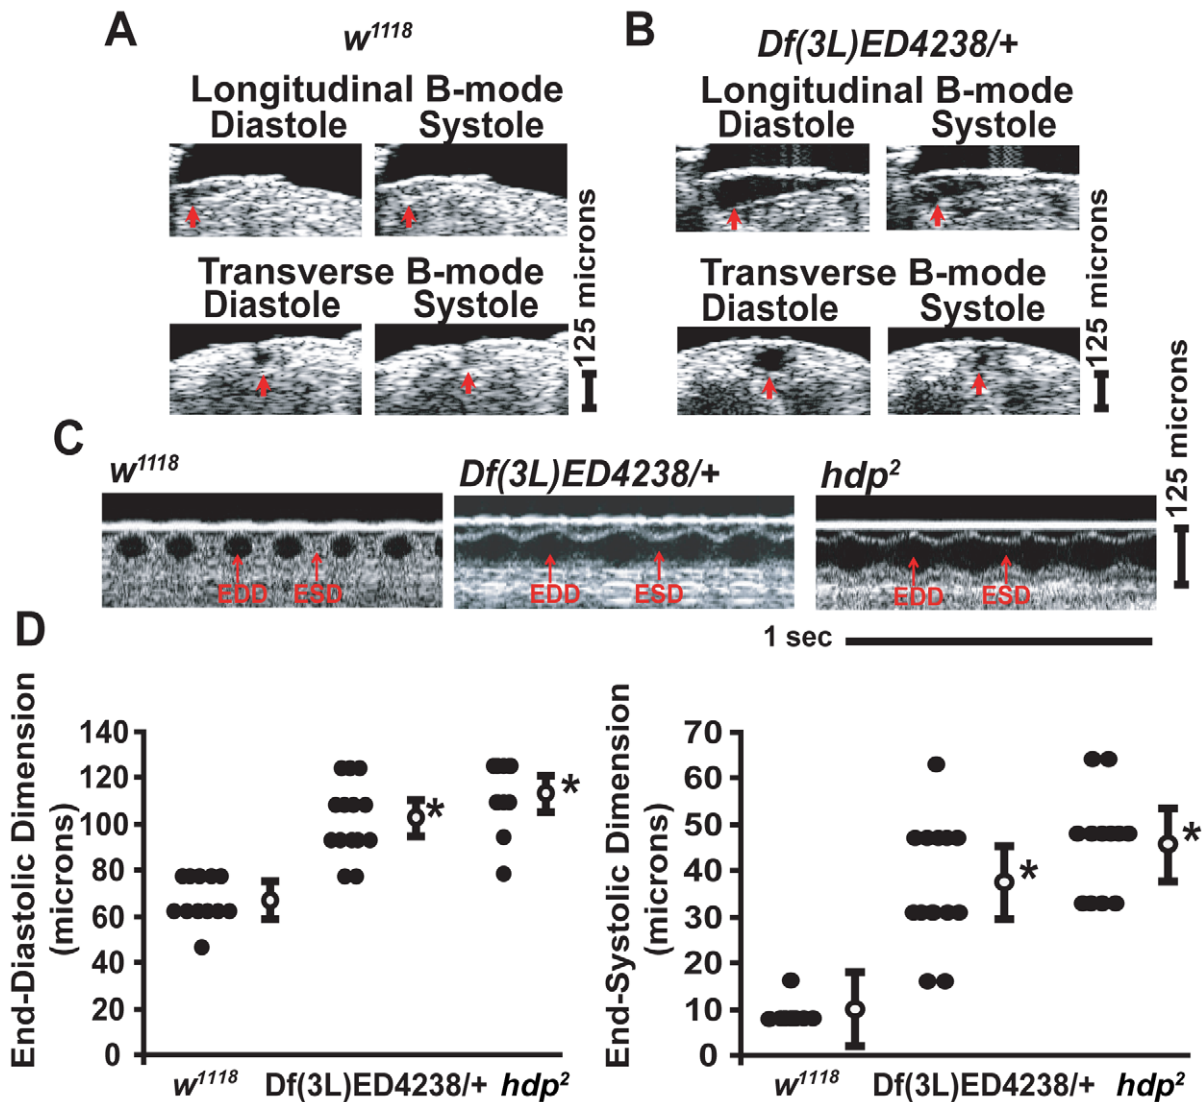 A
w¹¹¹⁸
Longitudinal B-mode
Diastole Systole
Transverse B-mode
Diastole Systole
125 microns
B
Df(3L)ED4238/+
Longitudinal B-mode
Diastole Systole
Transverse B-mode
Diastole Systole
125 microns
C
w¹¹¹⁸
EDD ESD
Df(3L)ED4238/+
EDD ESD
hdp²
EDD ESD
125 microns
1 sec
D
End-Diastolic Dimension
(microns)
140
120
100
80
60
40
20
0
*
*
w¹¹¹⁸ Df(3L)ED4238/+ hdp²
End-Systolic Dimension
(microns)
70
60
50
40
30
20
10
0
*
*
w¹¹¹⁸ Df(3L)ED4238/+ hdp²